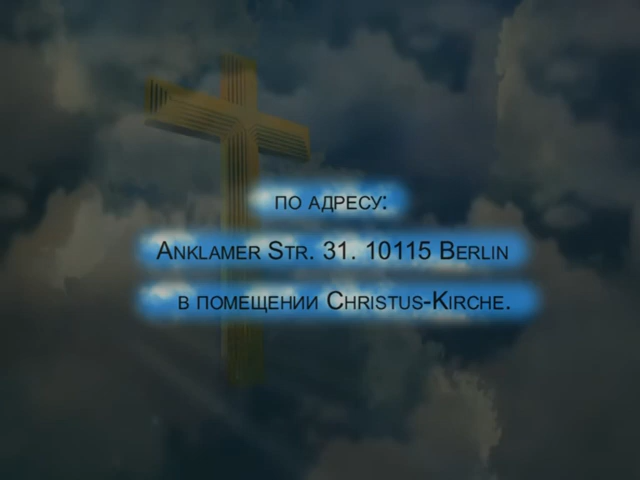 по адресу:
Anklamer Str. 31. 10115 Berlin
в помещении Christus-Kirche.